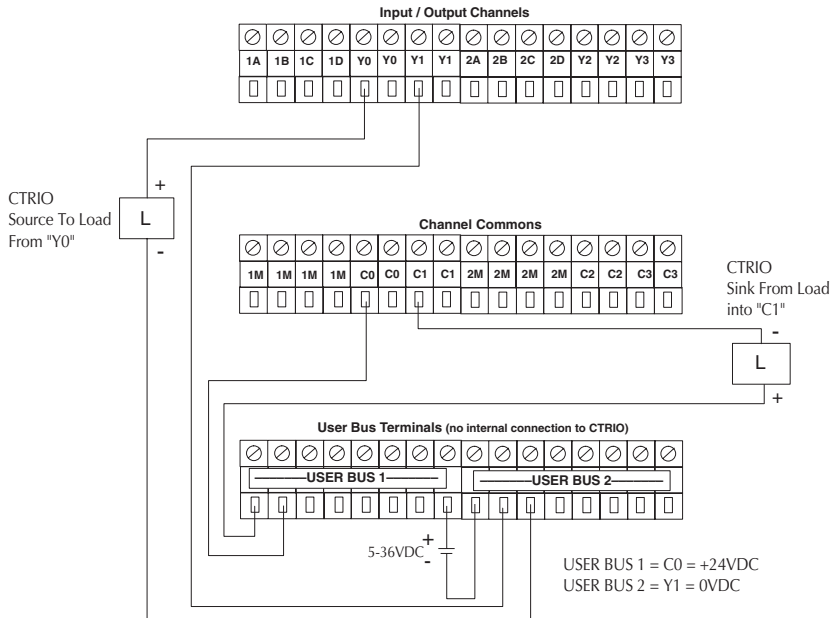 Input / Output Channels
1A 1B 1C 1D Y0 Y0 Y1 Y1 2A 2B 2C 2D Y2 Y2 Y3 Y3
CTRIO
Source To Load
From "Y0"
+
L
-
Channel Commons
1M 1M 1M 1M C0 C0 C1 C1 2M 2M 2M 2M C2 C2 C3 C3
CTRIO
Sink From Load
into "C1"
-
L
+
User Bus Terminals (no internal connection to CTRIO)
USER BUS 1 USER BUS 2
5-36VDC
+
-
USER BUS 1 = C0 = +24VDC
USER BUS 2 = Y1 = 0VDC